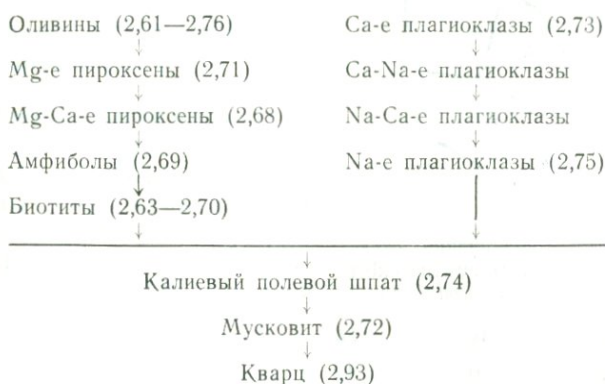 Оливины (2,61—2,76) Ca-е плагиоклазы (2,73)
Mg-е пироксены (2,71) Ca-Na-е плагиоклазы
Mg-Ca-е пироксены (2,68) Na-Ca-е плагиоклазы
Амфиболы (2,69) Na-е плагиоклазы (2,75)
Биотиты (2,63—2,70)
Калиевый полевой шпат (2,74)
Мусковит (2,72)
Кварц (2,93)